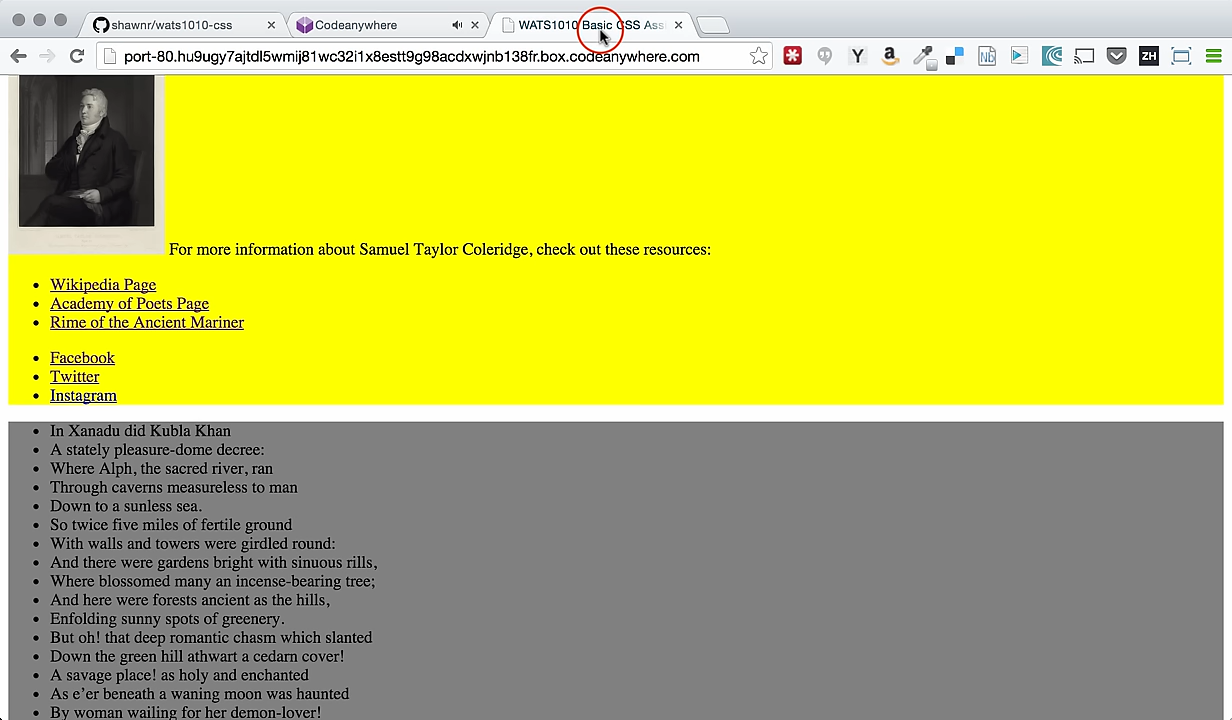 shawnr/wats1010-css
Codeanywhere
WATS1010 Basic CSS Ass
port-80.hu9ugy7ajtdl5wmij81wc32i1x8estt9g98acdxwjnb138fr.box.codeanywhere.com
Y
a
Nb
ZH
For more information about Samuel Taylor Coleridge, check out these resources:
• Wikipedia Page
• Academy of Poets Page
• Rime of the Ancient Mariner
• Facebook
• Twitter
• Instagram
• In Xanadu did Kubla Khan
• A stately pleasure-dome decree:
• Where Alph, the sacred river, ran
• Through caverns measureless to man
• Down to a sunless sea.
• So twice five miles of fertile ground
• With walls and towers were girdled round:
• And there were gardens bright with sinuous rills,
• Where blossomed many an incense-bearing tree;
• And here were forests ancient as the hills,
• Enfolding sunny spots of greenery.
• But oh! that deep romantic chasm which slanted
• Down the green hill athwart a cedarn cover!
• A savage place! as holy and enchanted
• As e’er beneath a waning moon was haunted
• By woman wailing for her demon-lover!